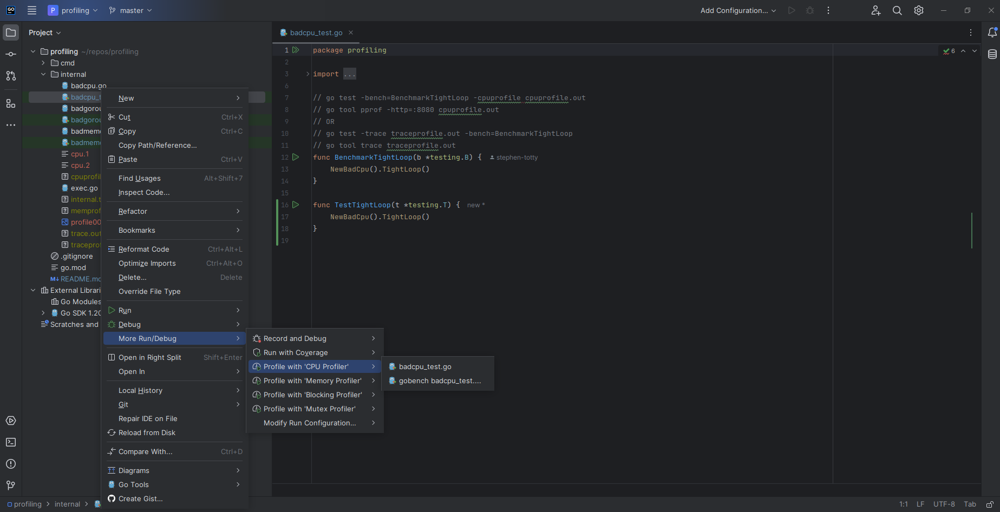 GO
P profiling
master
Add Configuration...
Project
badcpu_test.go
profiling ~/repos/profiling
cmd
internal
badcpu.go
badcpu_t
badgorou
badgorou
badmemo
badmemo
cpu.1
cpu.2
cpuprofil
exec.go
internal.t
memprof
profile00
trace.out
tracepro
.gitignore
go.mod
M↓ README.md
External Librari
Go Modules
Go SDK 1.20
Scratches and
New
Cut Ctrl+X
Copy Ctrl+C
Copy Path/Reference...
Paste Ctrl+V
Find Usages Alt+Shift+7
Inspect Code...
Refactor
Bookmarks
Reformat Code Ctrl+Alt+L
Optimize Imports Ctrl+Alt+O
Delete... Delete
Override File Type
Run
Debug
More Run/Debug
Open in Right Split Shift+Enter
Open In
Local History
Git
Repair IDE on File
Reload from Disk
Compare With... Ctrl+D
Diagrams
Go Tools
Create Gist...
Record and Debug
Run with Coverage
Profile with 'CPU Profiler'
Profile with 'Memory Profiler'
Profile with 'Blocking Profiler'
Profile with 'Mutex Profiler'
Modify Run Configuration...
badcpu_test.go
gobench badcpu_test....
1 package profiling
6
2
3 import ...
6
7 // go test -bench=BenchmarkTightLoop -cpuprofile cpuprofile.out
8 // go tool pprof -http=:8080 cpuprofile.out
9 // OR
10 // go test -trace traceprofile.out -bench=BenchmarkTightLoop
11 // go tool trace traceprofile.out
12 func BenchmarkTightLoop(b *testing.B) { stephen-totty
13 NewBadCpu().TightLoop()
14 }
15
16 func TestTightLoop(t *testing.T) { new *
17 NewBadCpu().TightLoop()
18 }
19
profiling > internal >
1:1 LF UTF-8 Tab